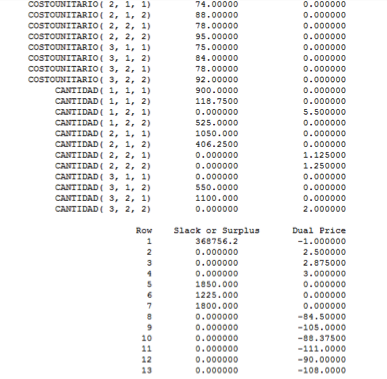 COSTOUNITARIO( 2, 1, 1) 74.00000 0.000000
COSTOUNITARIO( 2, 1, 2) 88.00000 0.000000
COSTOUNITARIO( 2, 2, 1) 78.00000 0.000000
COSTOUNITARIO( 2, 2, 2) 95.00000 0.000000
COSTOUNITARIO( 3, 1, 1) 75.00000 0.000000
COSTOUNITARIO( 3, 1, 2) 84.00000 0.000000
COSTOUNITARIO( 3, 2, 1) 78.00000 0.000000
COSTOUNITARIO( 3, 2, 2) 92.00000 0.000000
CANTIDAD( 1, 1, 1) 900.0000 0.000000
CANTIDAD( 1, 1, 2) 118.7500 0.000000
CANTIDAD( 1, 2, 1) 0.000000 5.500000
CANTIDAD( 1, 2, 2) 525.0000 0.000000
CANTIDAD( 2, 1, 1) 1050.000 0.000000
CANTIDAD( 2, 1, 2) 406.2500 0.000000
CANTIDAD( 2, 2, 1) 0.000000 1.125000
CANTIDAD( 2, 2, 2) 0.000000 1.250000
CANTIDAD( 3, 1, 1) 0.000000 0.000000
CANTIDAD( 3, 1, 2) 550.0000 0.000000
CANTIDAD( 3, 2, 1) 1100.000 0.000000
CANTIDAD( 3, 2, 2) 0.000000 2.000000
Row Slack or Surplus Dual Price
1 368756.2 -1.000000
2 0.000000 2.500000
3 0.000000 2.875000
4 0.000000 3.000000
5 1850.000 0.000000
6 1225.000 0.000000
7 1800.000 0.000000
8 0.000000 -84.50000
9 0.000000 -105.0000
10 0.000000 -88.37500
11 0.000000 -111.0000
12 0.000000 -90.00000
13 0.000000 -108.0000